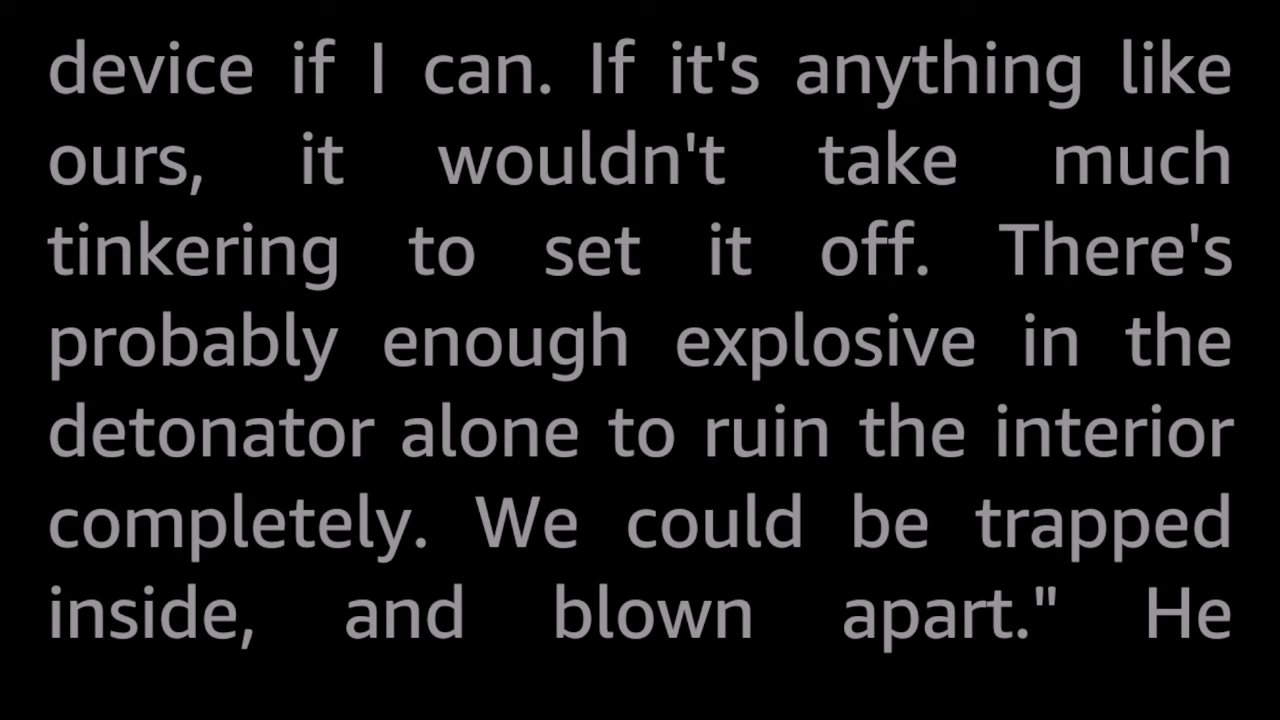 device if I can. If it's anything like
ours, it wouldn't take much
tinkering to set it off. There's
probably enough explosive in the
detonator alone to ruin the interior
completely. We could be trapped
inside, and blown apart." He